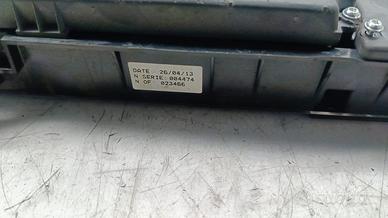 DATE 26/04/13
N SERIE: 004474
N OF 023466